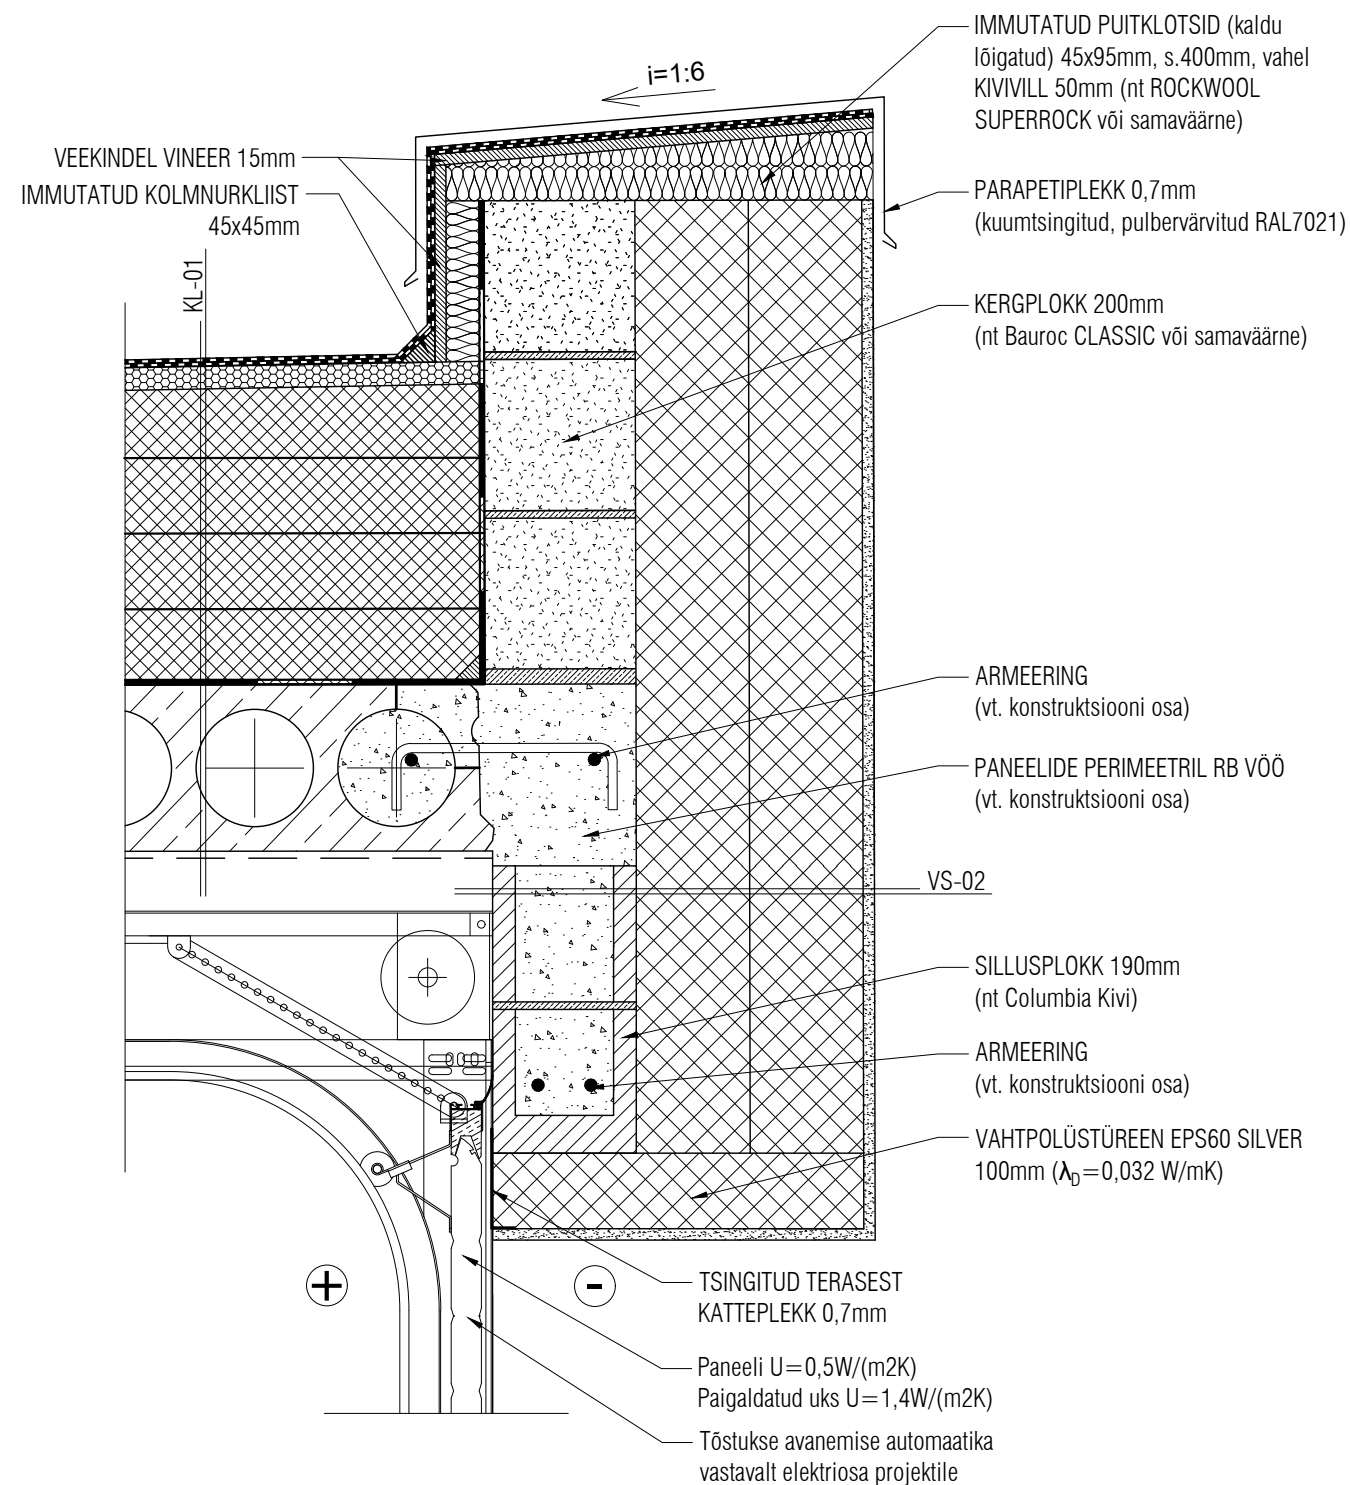 IMMUTATUD PUITKLOTSID (kaldu
lõigatud) 45x95mm, s.400mm, vahel
KIVIVILL 50mm (nt ROCKWOOL
SUPERROCK või samaväärne)
i=1:6
VEEKINDEL VINEER 15mm
IMMUTATUD KOLMNURKLIIST
45x45mm
PARAPETIPLEKK 0,7mm
(kuumtsingitud, pulbervärvitud RAL7021)
KL-01
KERGPLOKK 200mm
(nt Bauroc CLASSIC või samaväärne)
ARMEERING
(vt. konstruktsiooni osa)
PANEELIDE PERIMEETRIL RB VÖÖ
(vt. konstruktsiooni osa)
VS-02
SILLUSPLOKK 190mm
(nt Columbia Kivi)
ARMEERING
(vt. konstruktsiooni osa)
VAHTPOLÜSTÜREEN EPS60 SILVER
100mm (λD=0,032 W/mK)
+
-
TSINGITUD TERASEST
KATTEPLEKK 0,7mm
Paneeli U=0,5W/(m2K)
Paigaldatud uks U=1,4W/(m2K)
Tõstukse avanemise automaatika
vastavalt elektriosa projektile